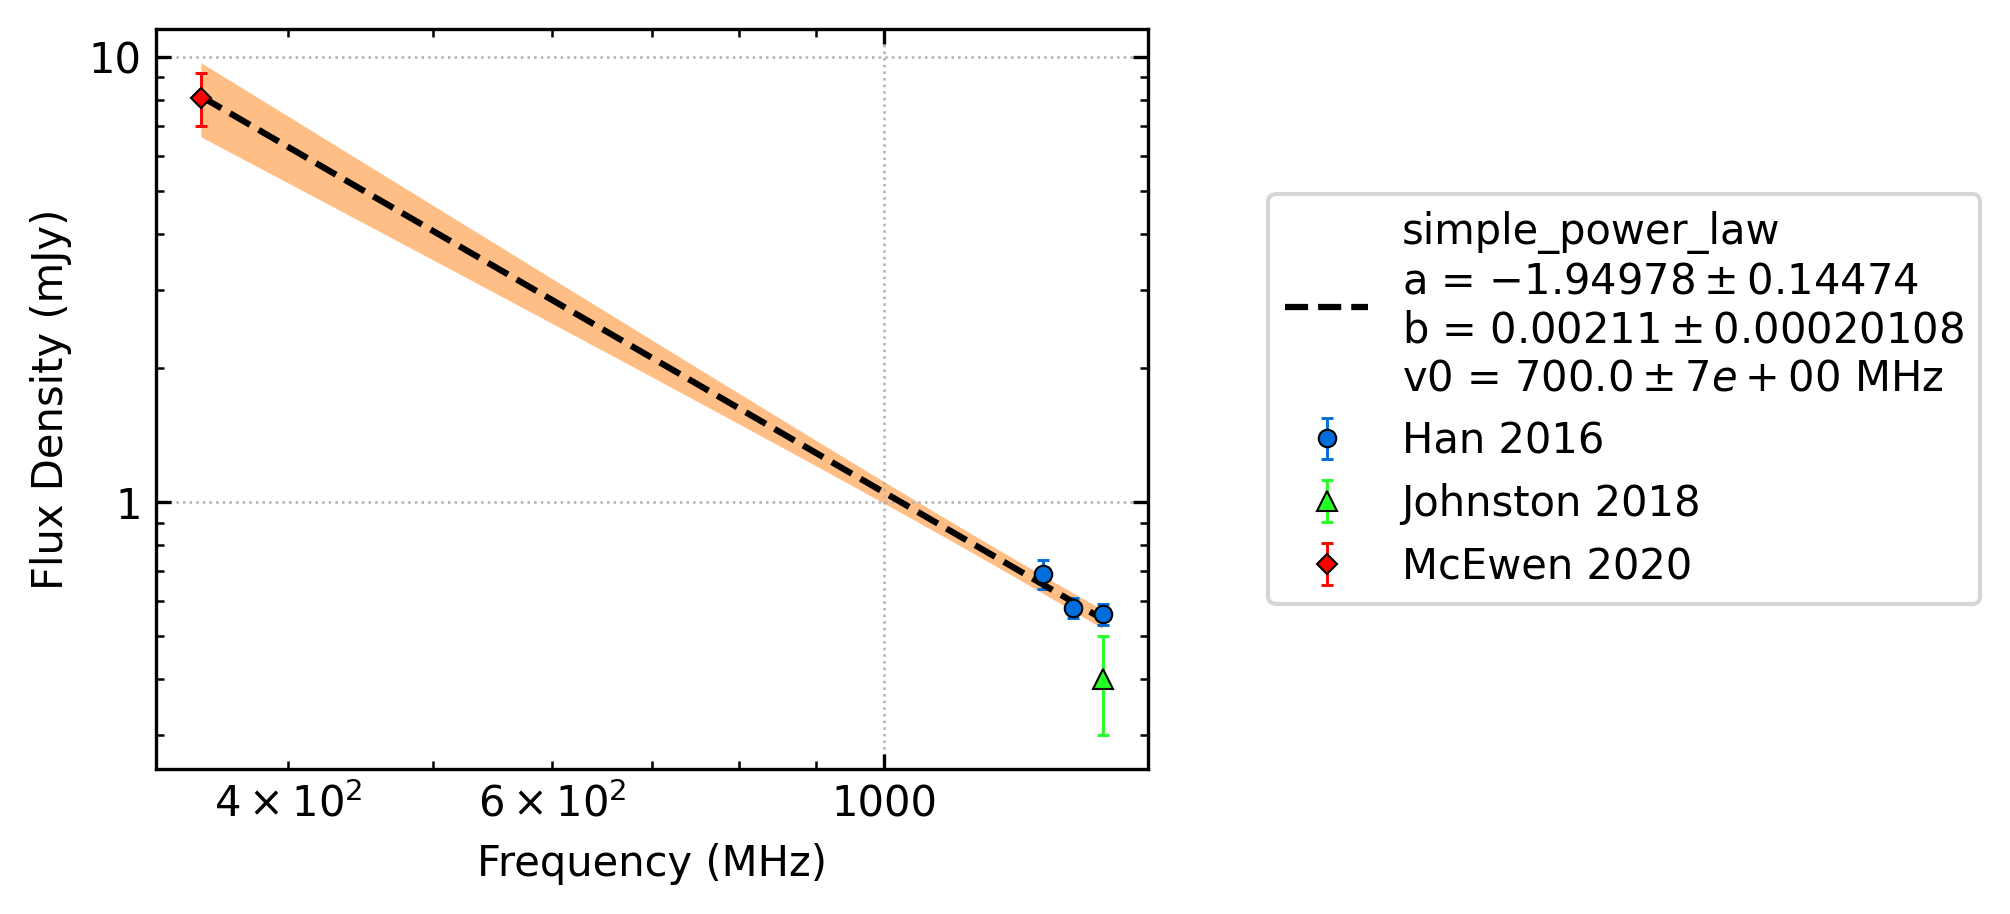 10
1
Flux Density (mJy)
4 × 10²
6 × 10²
1000
Frequency (MHz)
simple_power_law
a = −1.94978 ± 0.14474
b = 0.00211 ± 0.00020108
v0 = 700.0 ± 7e + 00 MHz
Han 2016
Johnston 2018
McEwen 2020